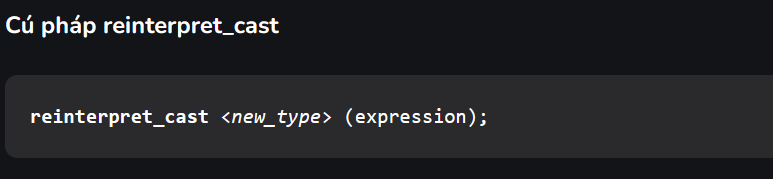 Cú pháp reinterpret_cast
reinterpret_cast <new_type> (expression);